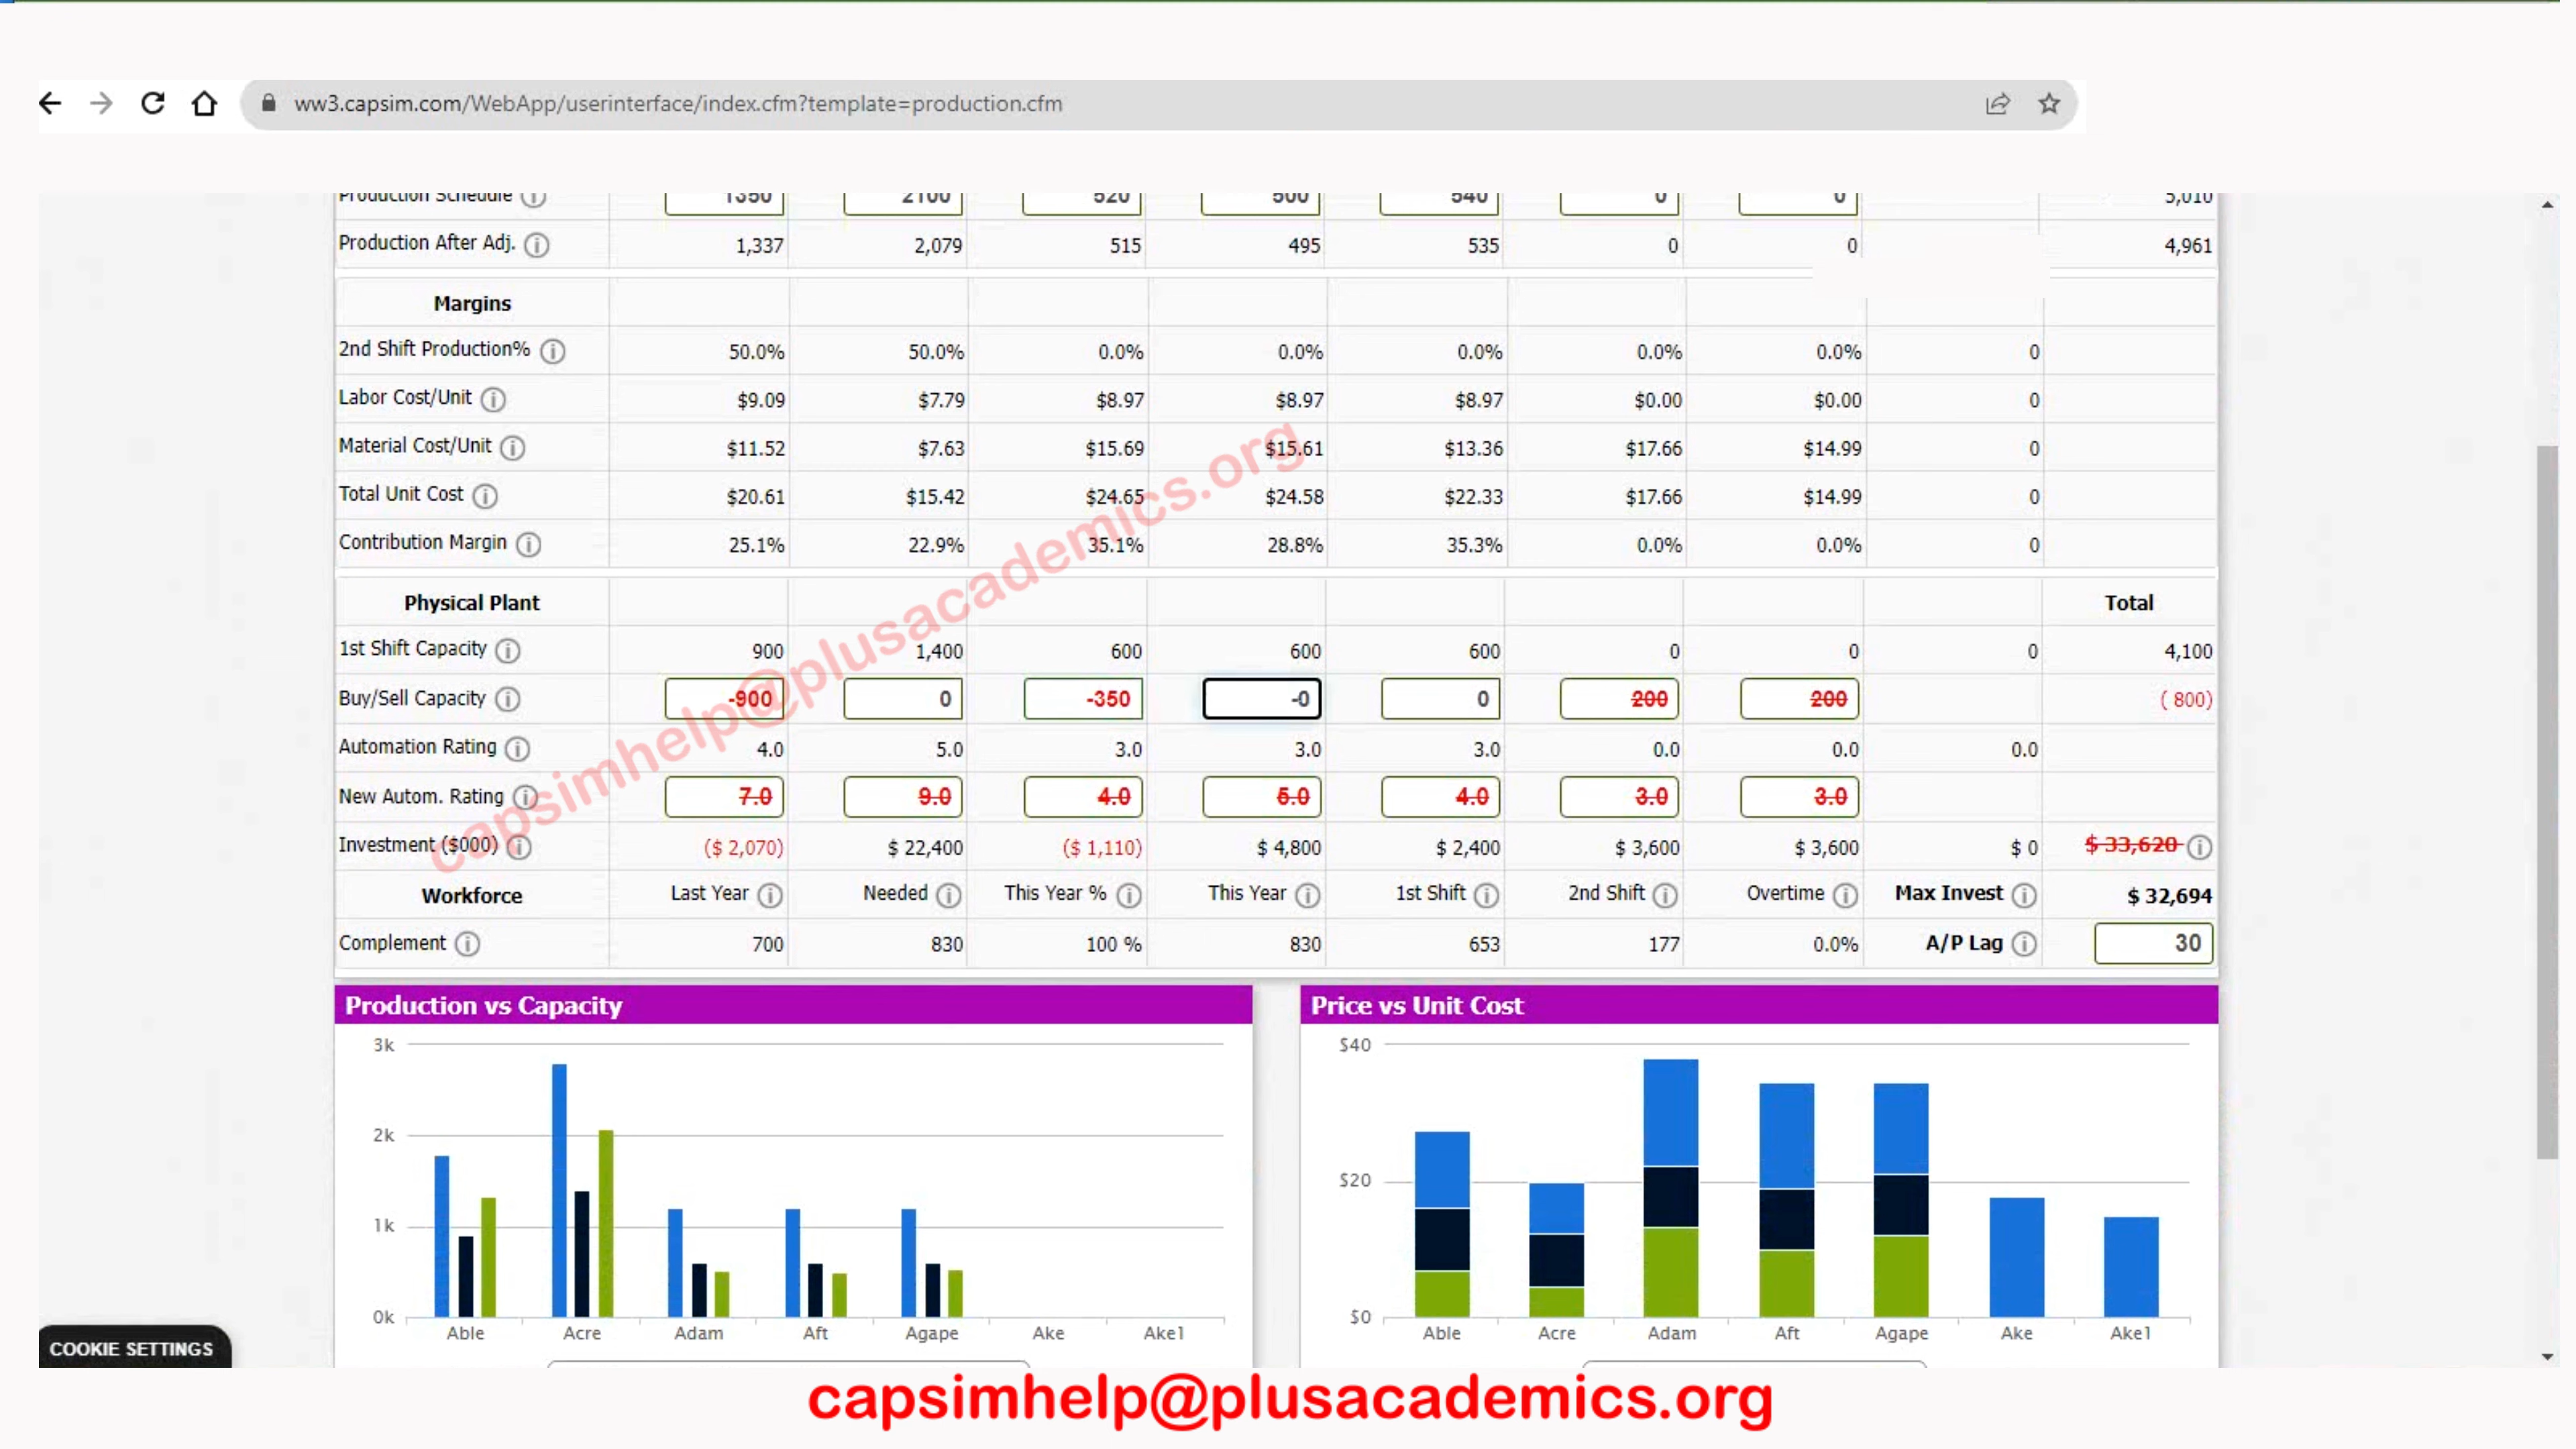 ww3.capsim.com/WebApp/userinterface/index.cfm?template=production.cfm
Production Schedule 1350 2100 520 500 540 0 0 5,010
Production After Adj. 1,337 2,079 515 495 535 0 0 4,961
Margins
2nd Shift Production% 50.0% 50.0% 0.0% 0.0% 0.0% 0.0% 0.0% 0
Labor Cost/Unit $9.09 $7.79 $8.97 $8.97 $8.97 $0.00 $0.00 0
Material Cost/Unit $11.52 $7.63 $15.69 $15.61 $13.36 $17.66 $14.99 0
Total Unit Cost $20.61 $15.42 $24.65 $24.58 $22.33 $17.66 $14.99 0
Contribution Margin 25.1% 22.9% 35.1% 28.8% 35.3% 0.0% 0.0% 0
Physical Plant Total
1st Shift Capacity 900 1,400 600 600 600 0 0 0 4,100
Buy/Sell Capacity -900 0 -350 -0 0 200 200 ( 800)
Automation Rating 4.0 5.0 3.0 3.0 3.0 0.0 0.0 0.0
New Autom. Rating 7.0 9.0 4.0 5.0 4.0 3.0 3.0
Investment ($000) ($ 2,070) $ 22,400 ($ 1,110) $ 4,800 $ 2,400 $ 3,600 $ 3,600 $ 0 $ 33,620
Workforce Last Year Needed This Year % This Year 1st Shift 2nd Shift Overtime Max Invest $ 32,694
Complement 700 830 100 % 830 653 177 0.0% A/P Lag 30
capsimhelp@plusacademics.org
Production vs Capacity
3k
2k
1k
0k
Able Acre Adam Aft Agape Ake Ake1
Price vs Unit Cost
$40
$20
$0
Able Acre Adam Aft Agape Ake Ake1
COOKIE SETTINGS
capsimhelp@plusacademics.org